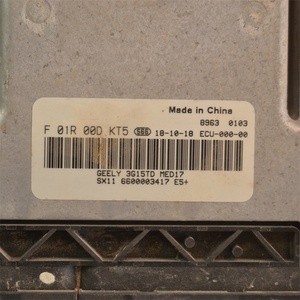 Made in China
8963 0103
F 01R 00D KT5 SGS 18-10-18 ECU-000-00
GEELY 3G15TD MED17
SX11 6600003417 E5+